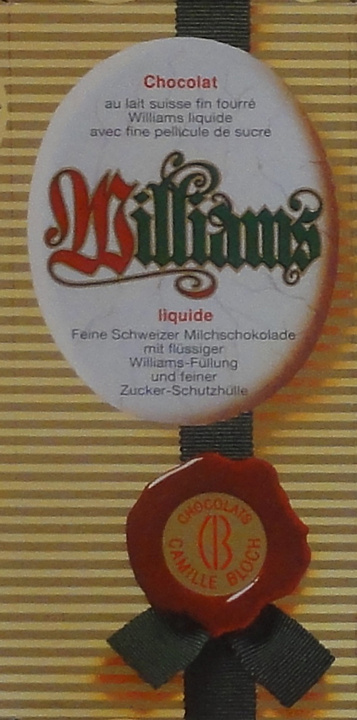 Chocolat
au lait suisse fin fourré
Williams liquide
avec fine pellicule de sucre
Williams
liquide
Feine Schweizer Milchschokolade
mit flüssiger
Williams-Füllung
und feiner
Zucker-Schutzhülle
CHOCOLATS
CB
CAMILLE BLOCH